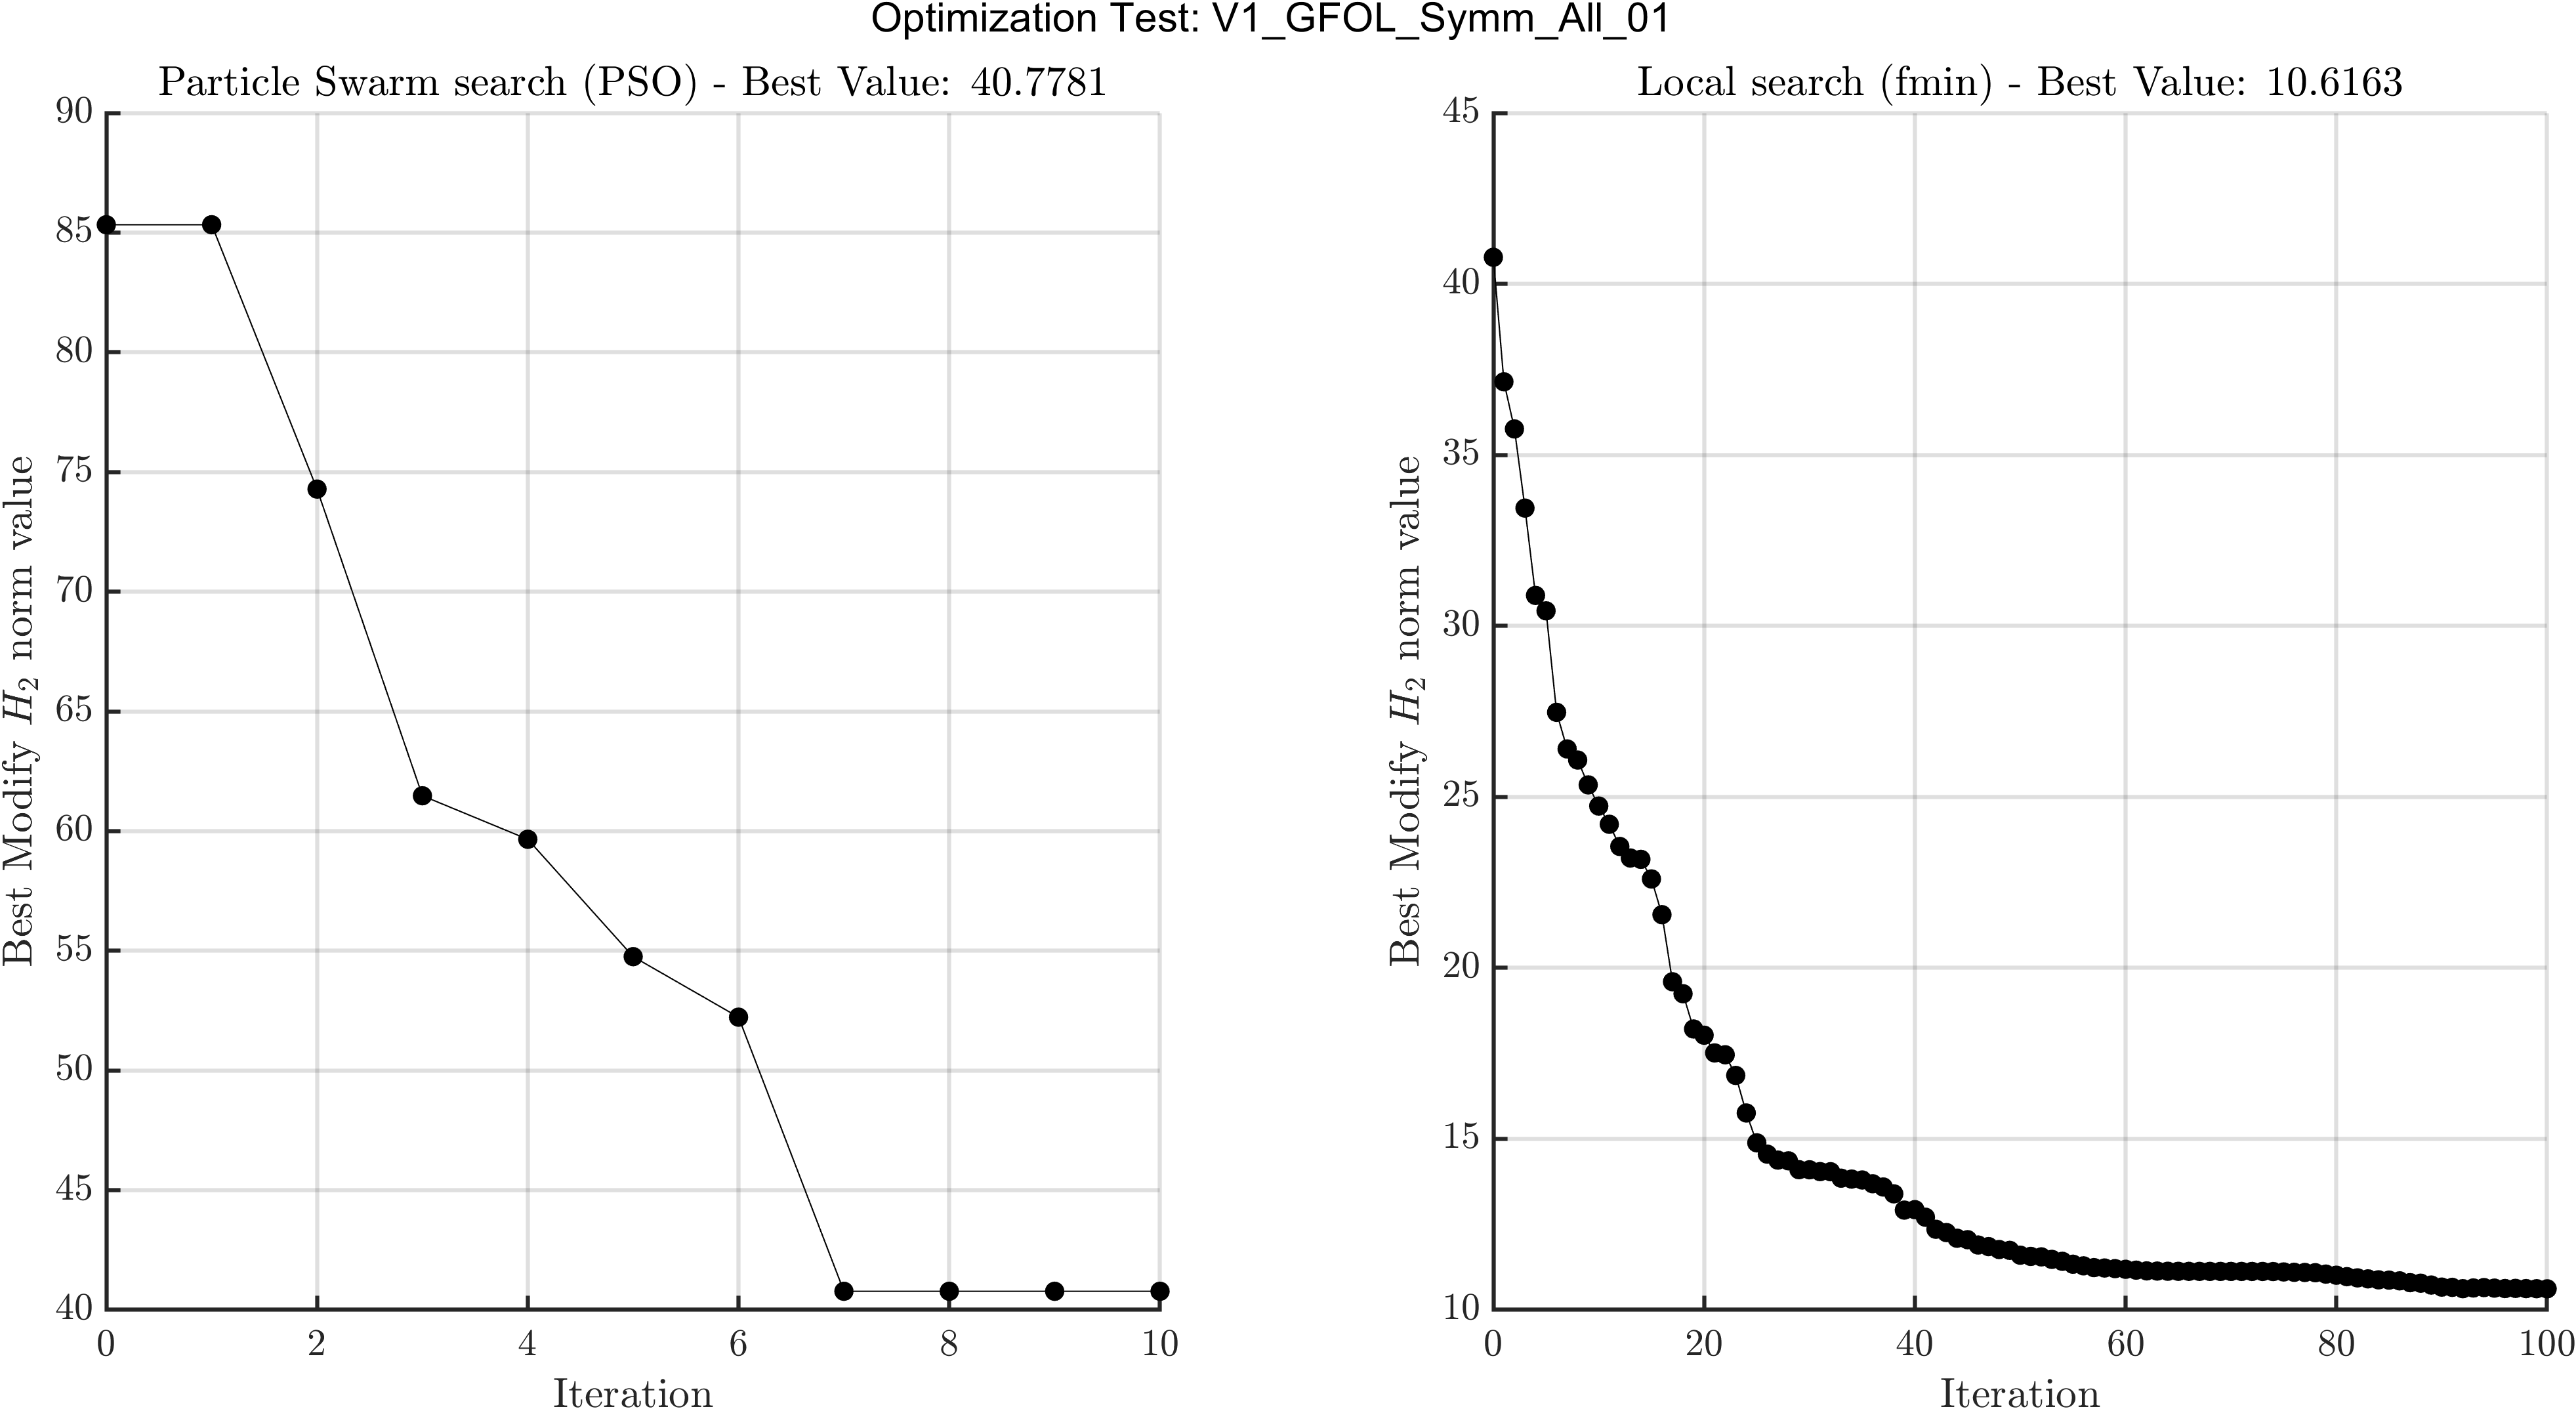 Optimization Test: V1_GFOL_Symm_All_01
Particle Swarm search (PSO) - Best Value: 40.7781
90
85
80
75
70
65
60
55
50
45
40
Best Modify H₂ norm value
0 2 4 6 8 10
Iteration
Local search (fmin) - Best Value: 10.6163
45
40
35
30
25
20
15
10
Best Modify H₂ norm value
0 20 40 60 80 100
Iteration